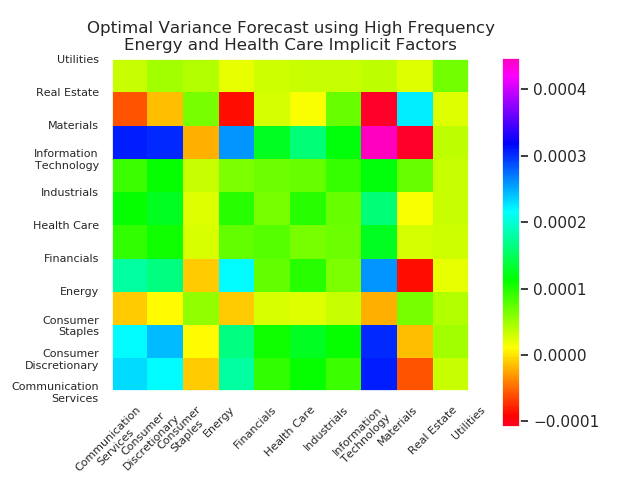 Optimal Variance Forecast using High Frequency
Energy and Health Care Implicit Factors
Utilities
Real Estate
Materials
Information
Technology
Industrials
Health Care
Financials
Energy
Consumer
Staples
Consumer
Discretionary
Communication
Services
Communication
Services
Consumer
Discretionary
Consumer
Staples
Energy
Financials
Health Care
Industrials
Information
Technology
Materials
Real Estate
Utilities
0.0004
0.0003
0.0002
0.0001
0.0000
−0.0001